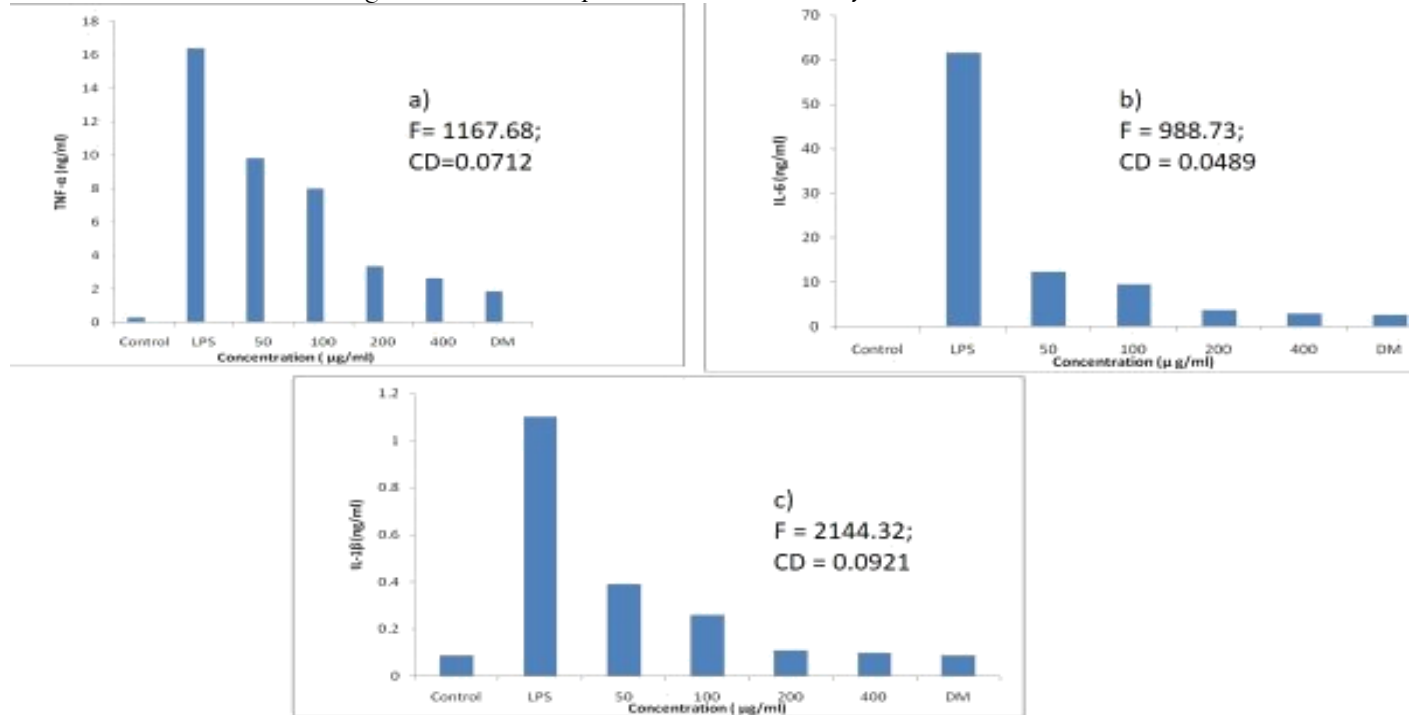 18
16
14
12
10
8
6
4
2
0
TNF-α (ng/ml)
a)
F= 1167.68;
CD=0.0712
Control LPS 50 100 200 400 DM
Concentration ( µg/ml)
70
60
50
40
30
20
10
0
IL-6 (ng/ml)
b)
F = 988.73;
CD = 0.0489
Control LPS 50 100 200 400 DM
Concentration (µ g/ml)
1.2
1
0.8
0.6
0.4
0.2
0
IL-1β(ng/ml)
c)
F = 2144.32;
CD = 0.0921
Control LPS 50 100 200 400 DM
Concentration ( µg/ml)